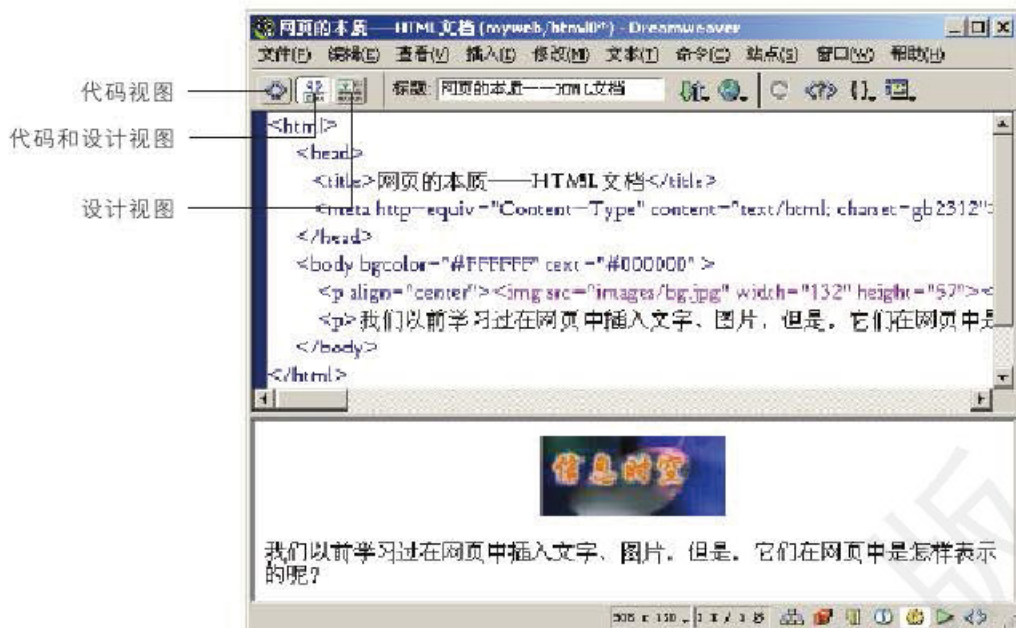 网页的本质——HTML文档 (myweb/html0*) - Dreamweaver
文件(F) 编辑(E) 查看(V) 插入(I) 修改(M) 文本(T) 命令(C) 站点(S) 窗口(W) 帮助(H)
标题: 网页的本质——HTML文档
代码视图
代码和设计视图
设计视图
<html>
<head>
<title>网页的本质——HTML文档</title>
<meta http-equiv="Content-Type" content="text/html; charset=gb2312">
</head>
<body bgcolor="#FFFFFF" text="#000000" >
<p align="center"><img src="images/bg.jpg" width="132" height="57"><
<p>我们以前学习过在网页中插入文字、图片。但是。它们在网页中是
</body>
</html>
信息时空
我们以前学习过在网页中插入文字、图片。但是。它们在网页中是怎样表示
的呢?
版